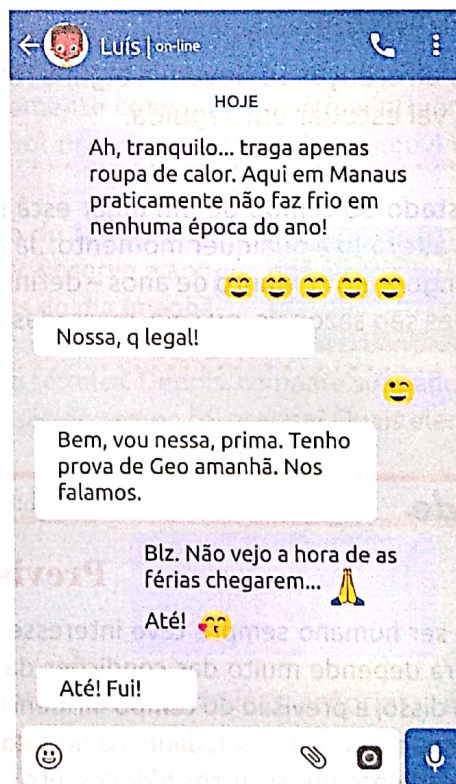 Luís | on-line
HOJE
Ah, tranquilo... traga apenas
roupa de calor. Aqui em Manaus
praticamente não faz frio em
nenhuma época do ano!
Nossa, q legal!
Bem, vou nessa, prima. Tenho
prova de Geo amanhã. Nos
falamos.
Blz. Não vejo a hora de as
férias chegarem...
Até!
Até! Fui!